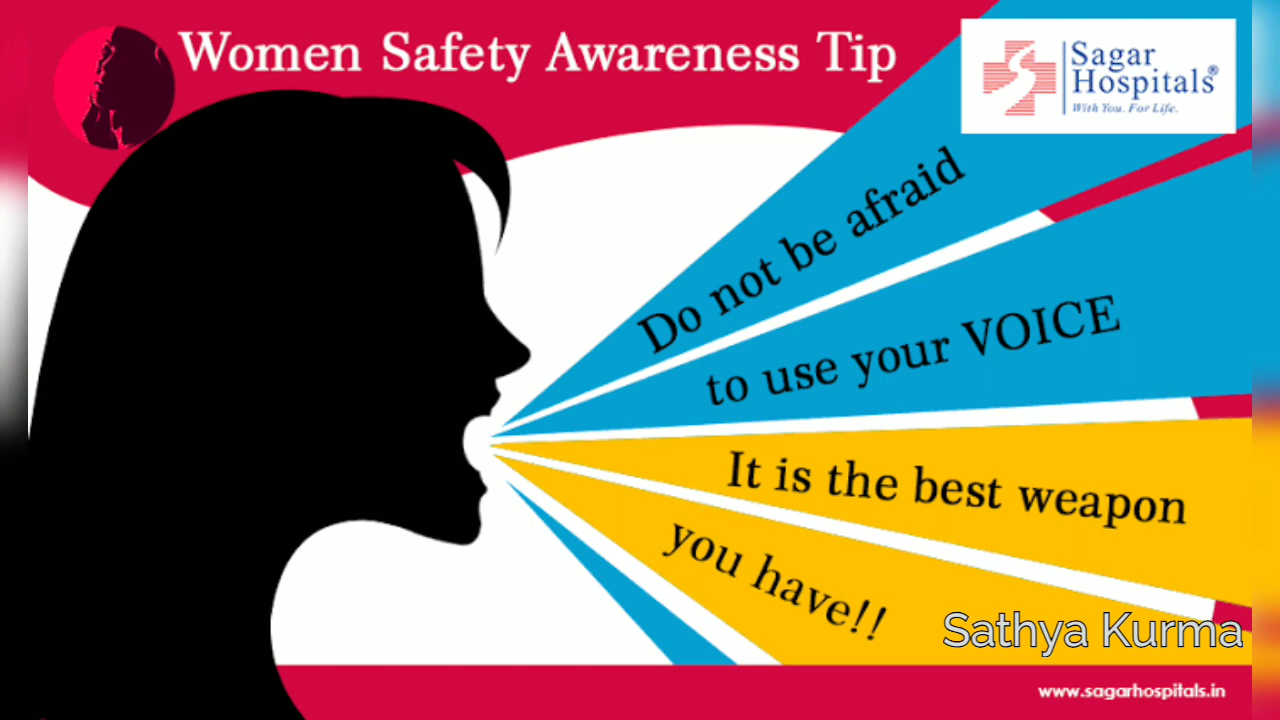 Women Safety Awareness Tip
Sagar
Hospitals®
With You. For Life.
Do not be afraid
to use your VOICE
It is the best weapon
you have!!
Sathya Kurma
www.sagarhospitals.in